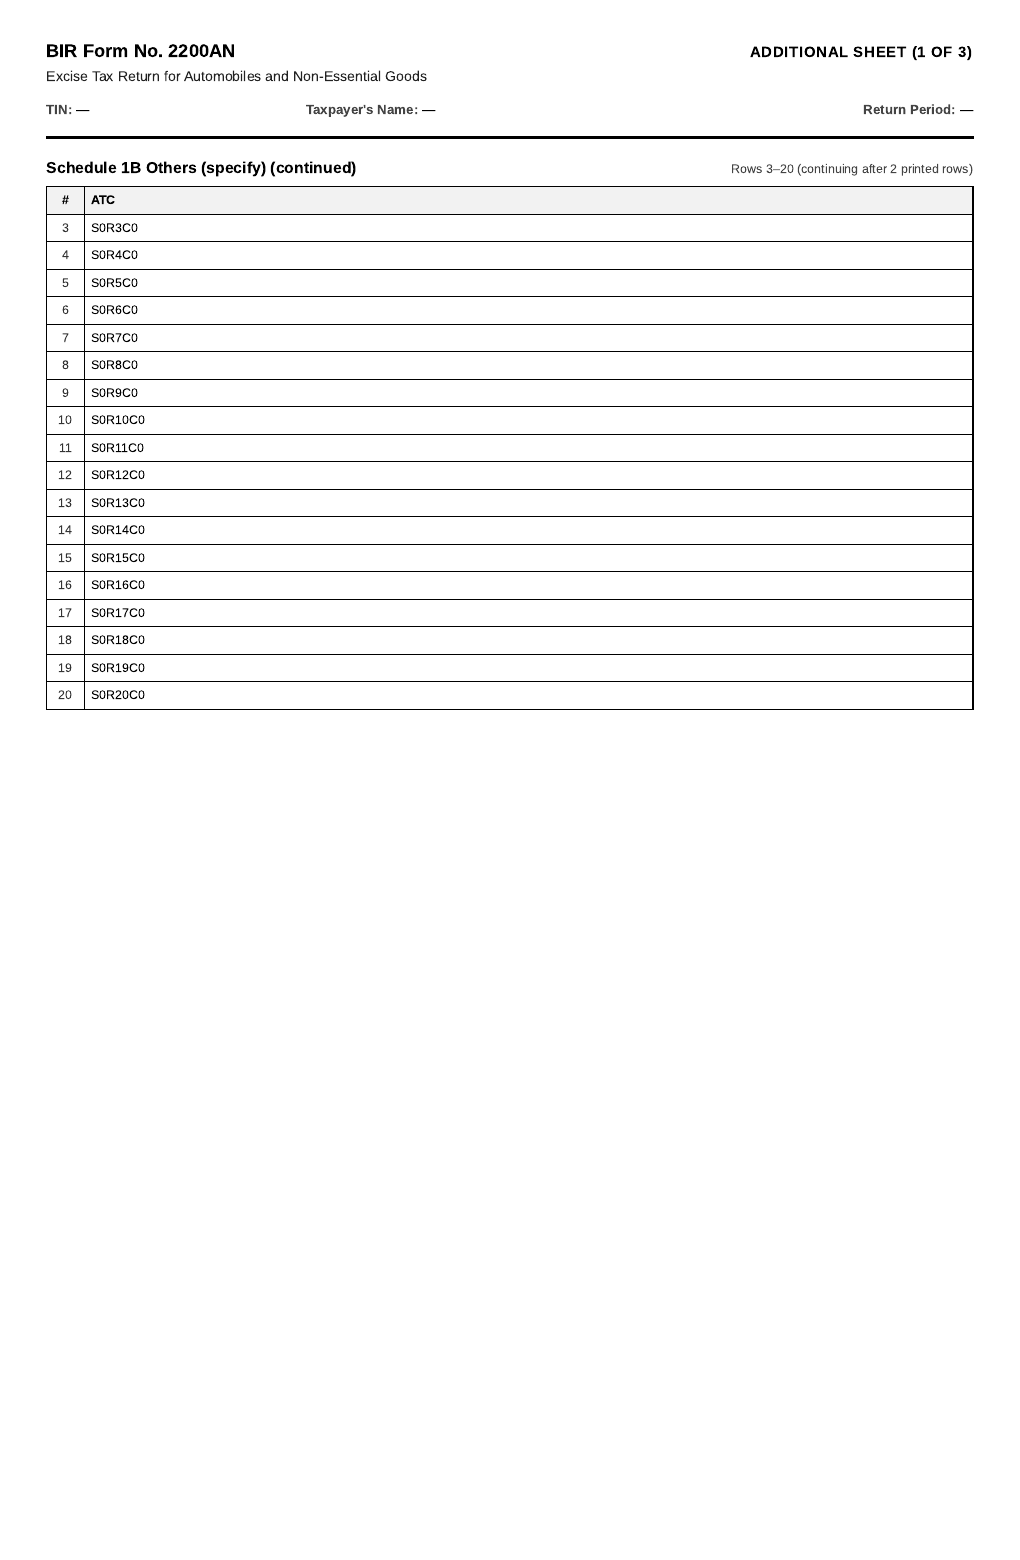 BIR Form No. 2200AN
ADDITIONAL SHEET (1 OF 3)
Excise Tax Return for Automobiles and Non-Essential Goods
TIN: — Taxpayer's Name: — Return Period: —
Schedule 1B Others (specify) (continued)
Rows 3–20 (continuing after 2 printed rows)
# ATC
3 S0R3C0
4 S0R4C0
5 S0R5C0
6 S0R6C0
7 S0R7C0
8 S0R8C0
9 S0R9C0
10 S0R10C0
11 S0R11C0
12 S0R12C0
13 S0R13C0
14 S0R14C0
15 S0R15C0
16 S0R16C0
17 S0R17C0
18 S0R18C0
19 S0R19C0
20 S0R20C0